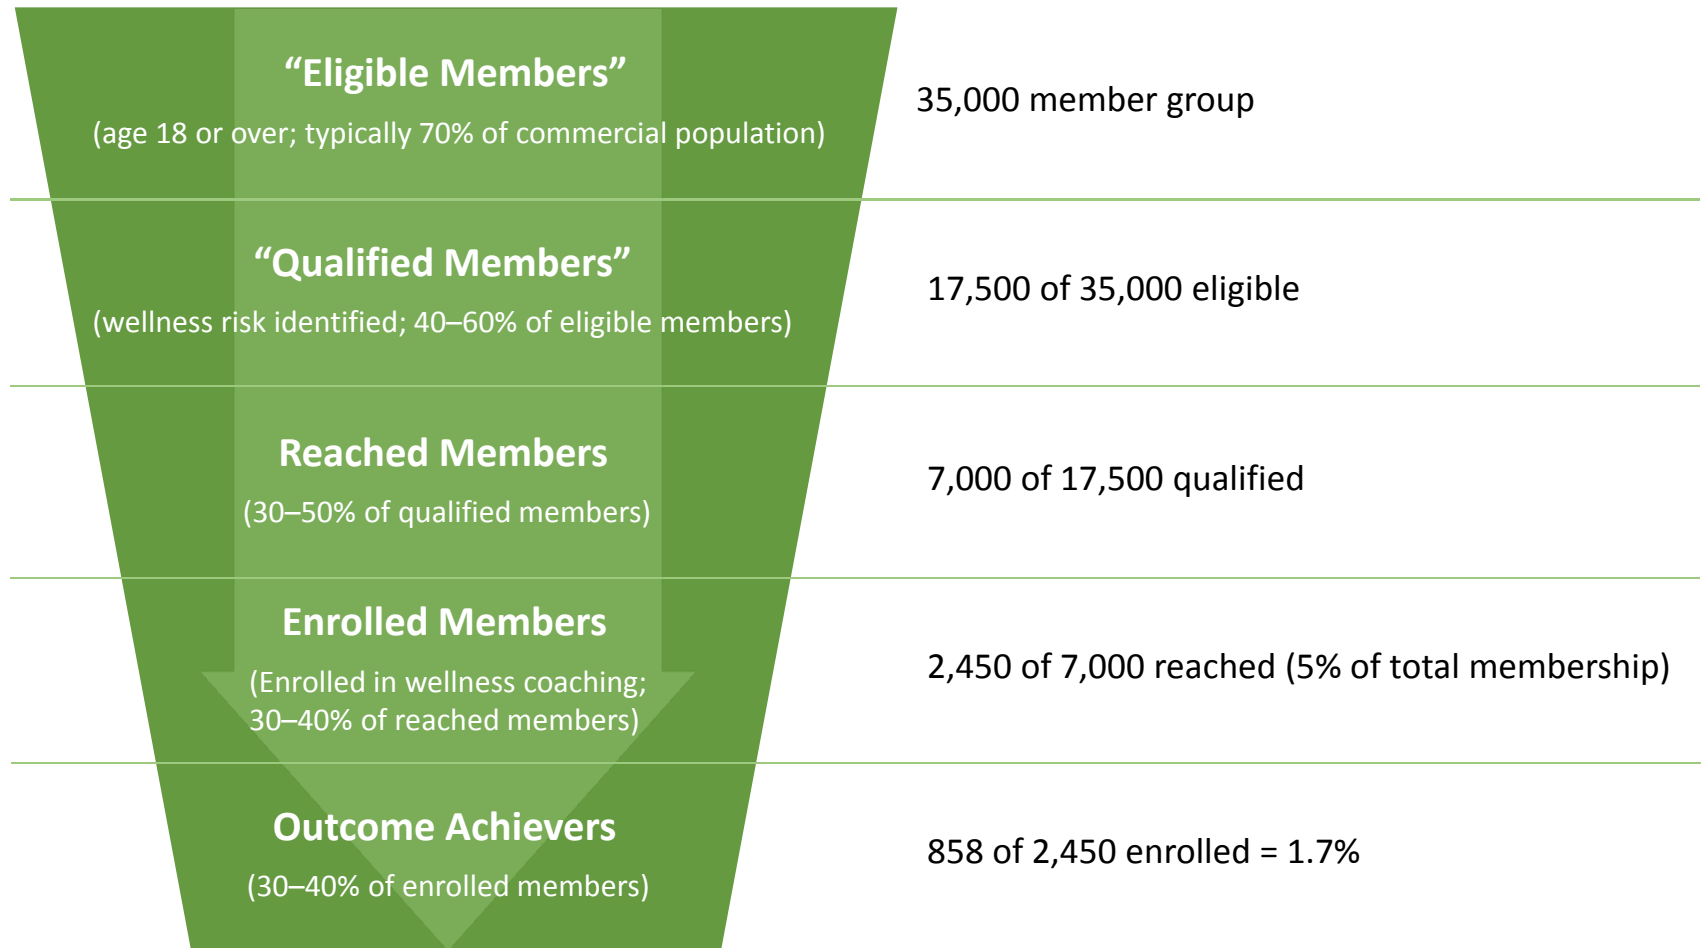 “Eligible Members”
(age 18 or over; typically 70% of commercial population)
35,000 member group
“Qualified Members”
(wellness risk identified; 40–60% of eligible members)
17,500 of 35,000 eligible
Reached Members
(30–50% of qualified members)
7,000 of 17,500 qualified
Enrolled Members
(Enrolled in wellness coaching;
30–40% of reached members)
2,450 of 7,000 reached (5% of total membership)
Outcome Achievers
(30–40% of enrolled members)
858 of 2,450 enrolled = 1.7%